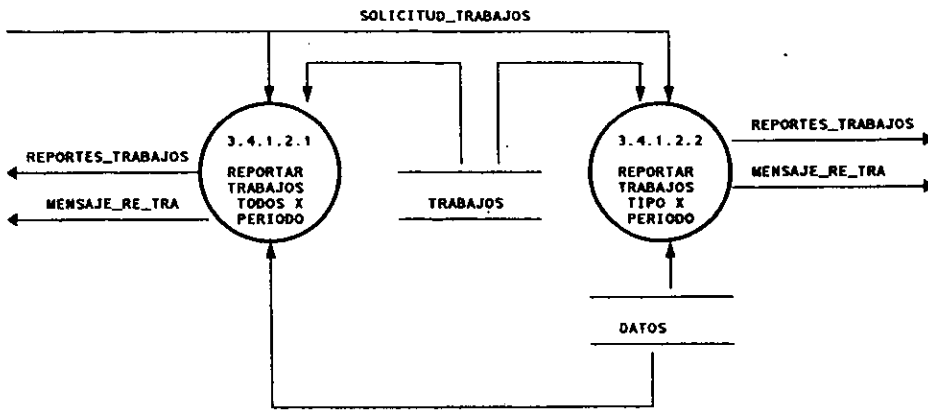 SOLICITUD_TRABAJOS
3.4.1.2.1
REPORTAR
TRABAJOS
TODOS X
PERIODO
REPORTES_TRABAJOS
MENSAJE_RE_TRA
TRABAJOS
3.4.1.2.2
REPORTAR
TRABAJOS
TIPO X
PERIODO
REPORTES_TRABAJOS
MENSAJE_RE_TRA
DATOS